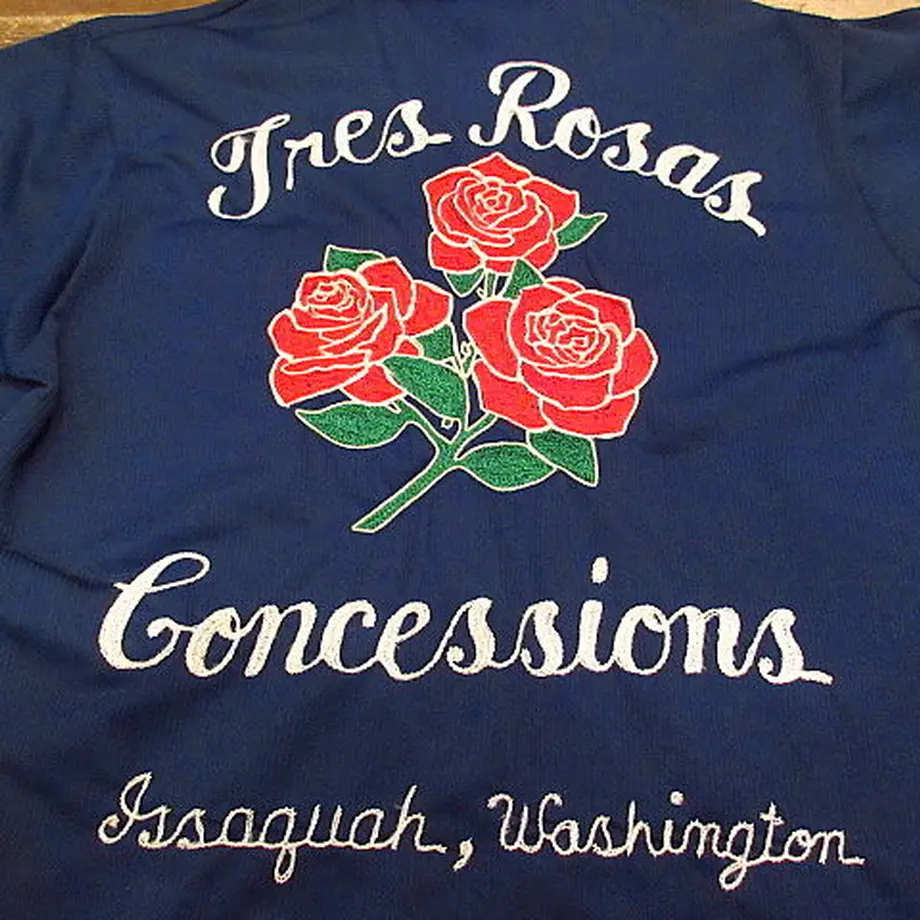 Tres Rosas
Concessions
Issaquah, Washington